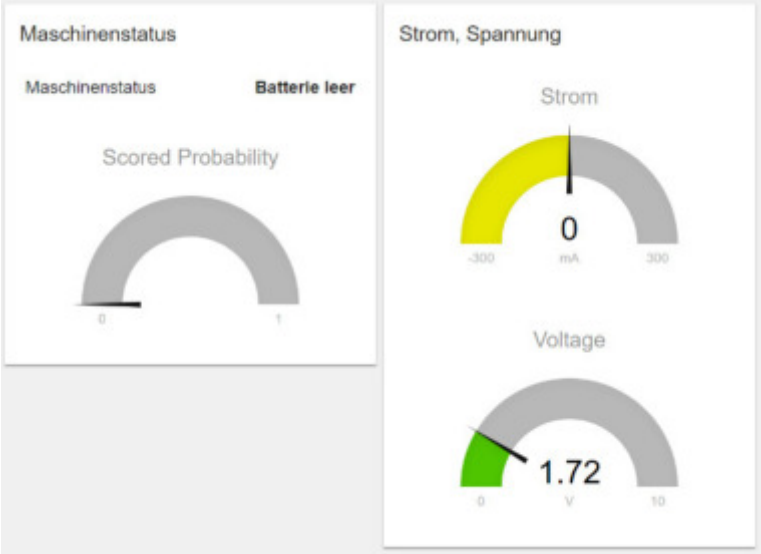 Maschinenstatus
Maschinenstatus Batterie leer
Scored Probability
0 1
Strom, Spannung
Strom
0
-300 mA 300
Voltage
1.72
0 V 10